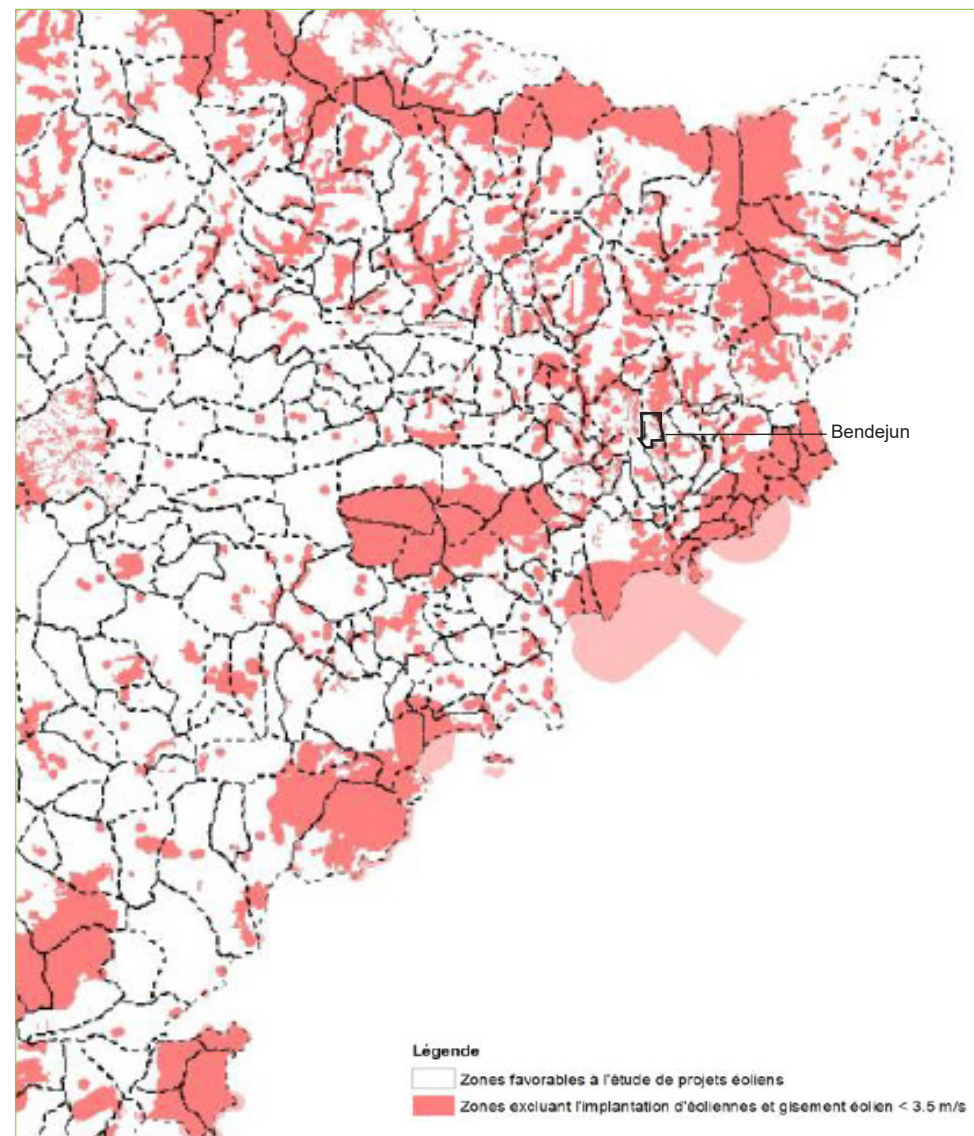 Bendejun
Légende
Zones favorables à l'étude de projets éoliens
Zones excluant l'implantation d'éoliennes et gisement éolien < 3.5 m/s